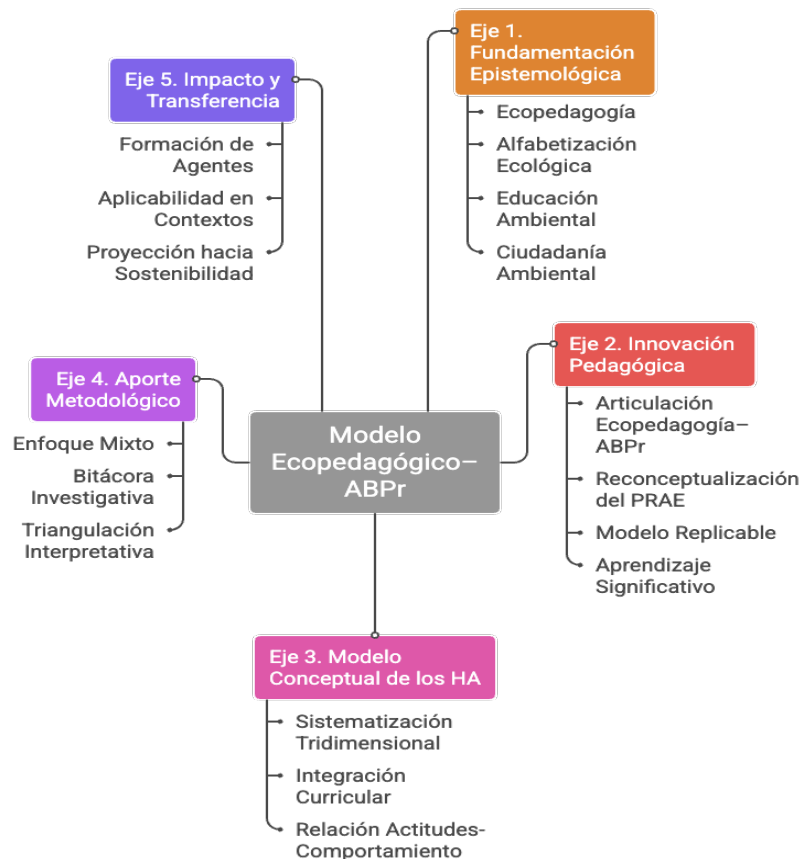 Modelo
Ecopedagógico–
ABPr
Eje 1.
Fundamentación
Epistemológica
Ecopedagogía
Alfabetización
Ecológica
Educación
Ambiental
Ciudadanía
Ambiental
Eje 2. Innovación
Pedagógica
Articulación
Ecopedagogía–
ABPr
Reconceptualización
del PRAE
Modelo Replicable
Aprendizaje
Significativo
Eje 3. Modelo
Conceptual de los HA
Sistematización
Tridimensional
Integración
Curricular
Relación Actitudes-
Comportamiento
Eje 4. Aporte
Metodológico
Enfoque Mixto
Bitácora
Investigativa
Triangulación
Interpretativa
Eje 5. Impacto y
Transferencia
Formación de
Agentes
Aplicabilidad en
Contextos
Proyección hacia
Sostenibilidad